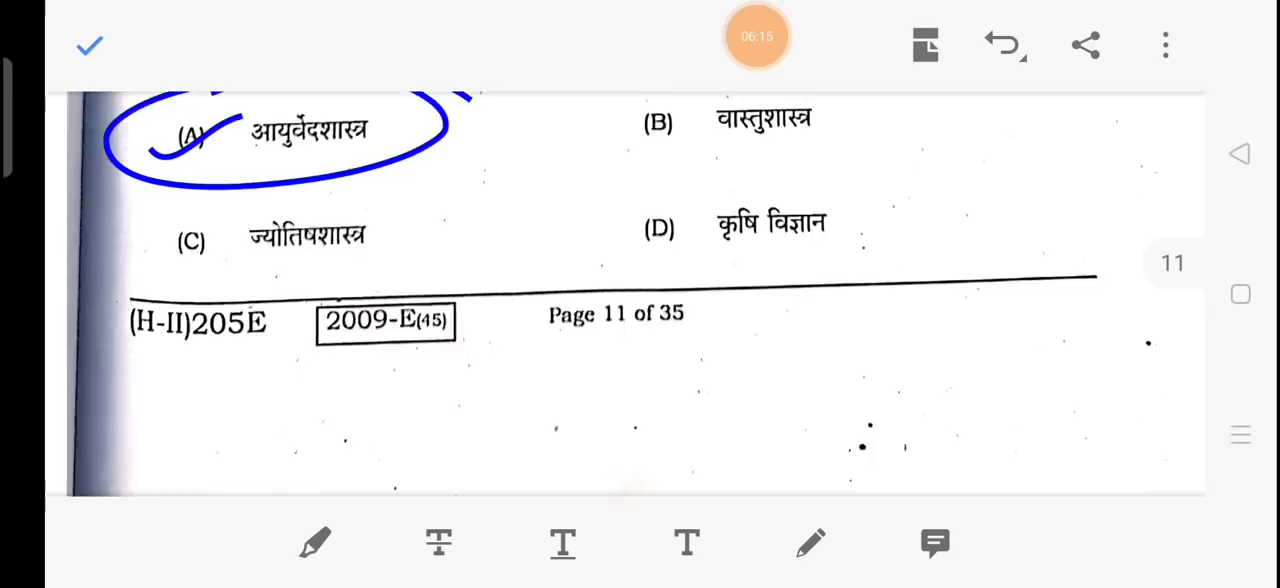 06:15
(A) आयुर्वेदशास्त्र (B) वास्तुशास्त्र
(C) ज्योतिषशास्त्र (D) कृषि विज्ञान
11
(H-II)205E 2009-E(45) Page 11 of 35